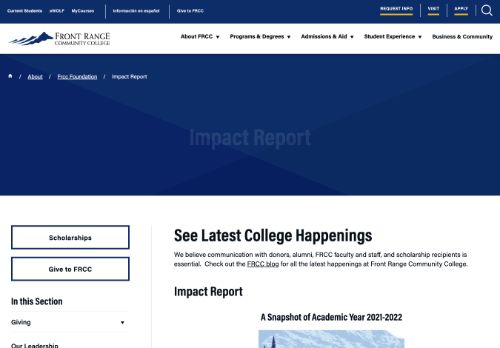 Current Students eWOLF MyCourses Información en español Give to FRCC REQUEST INFO VISIT APPLY
FRONT RANGE
COMMUNITY COLLEGE
About FRCC ▼ Programs & Degrees ▼ Admissions & Aid ▼ Student Experience ▼ Business & Community
/ About / Frcc Foundation / Impact Report
Impact Report
Scholarships
Give to FRCC
In this Section
Giving ▼
Our Leadership
See Latest College Happenings
We believe communication with donors, alumni, FRCC faculty and staff, and scholarship recipients is
essential. Check out the FRCC blog for all the latest happenings at Front Range Community College.
Impact Report
A Snapshot of Academic Year 2021-2022